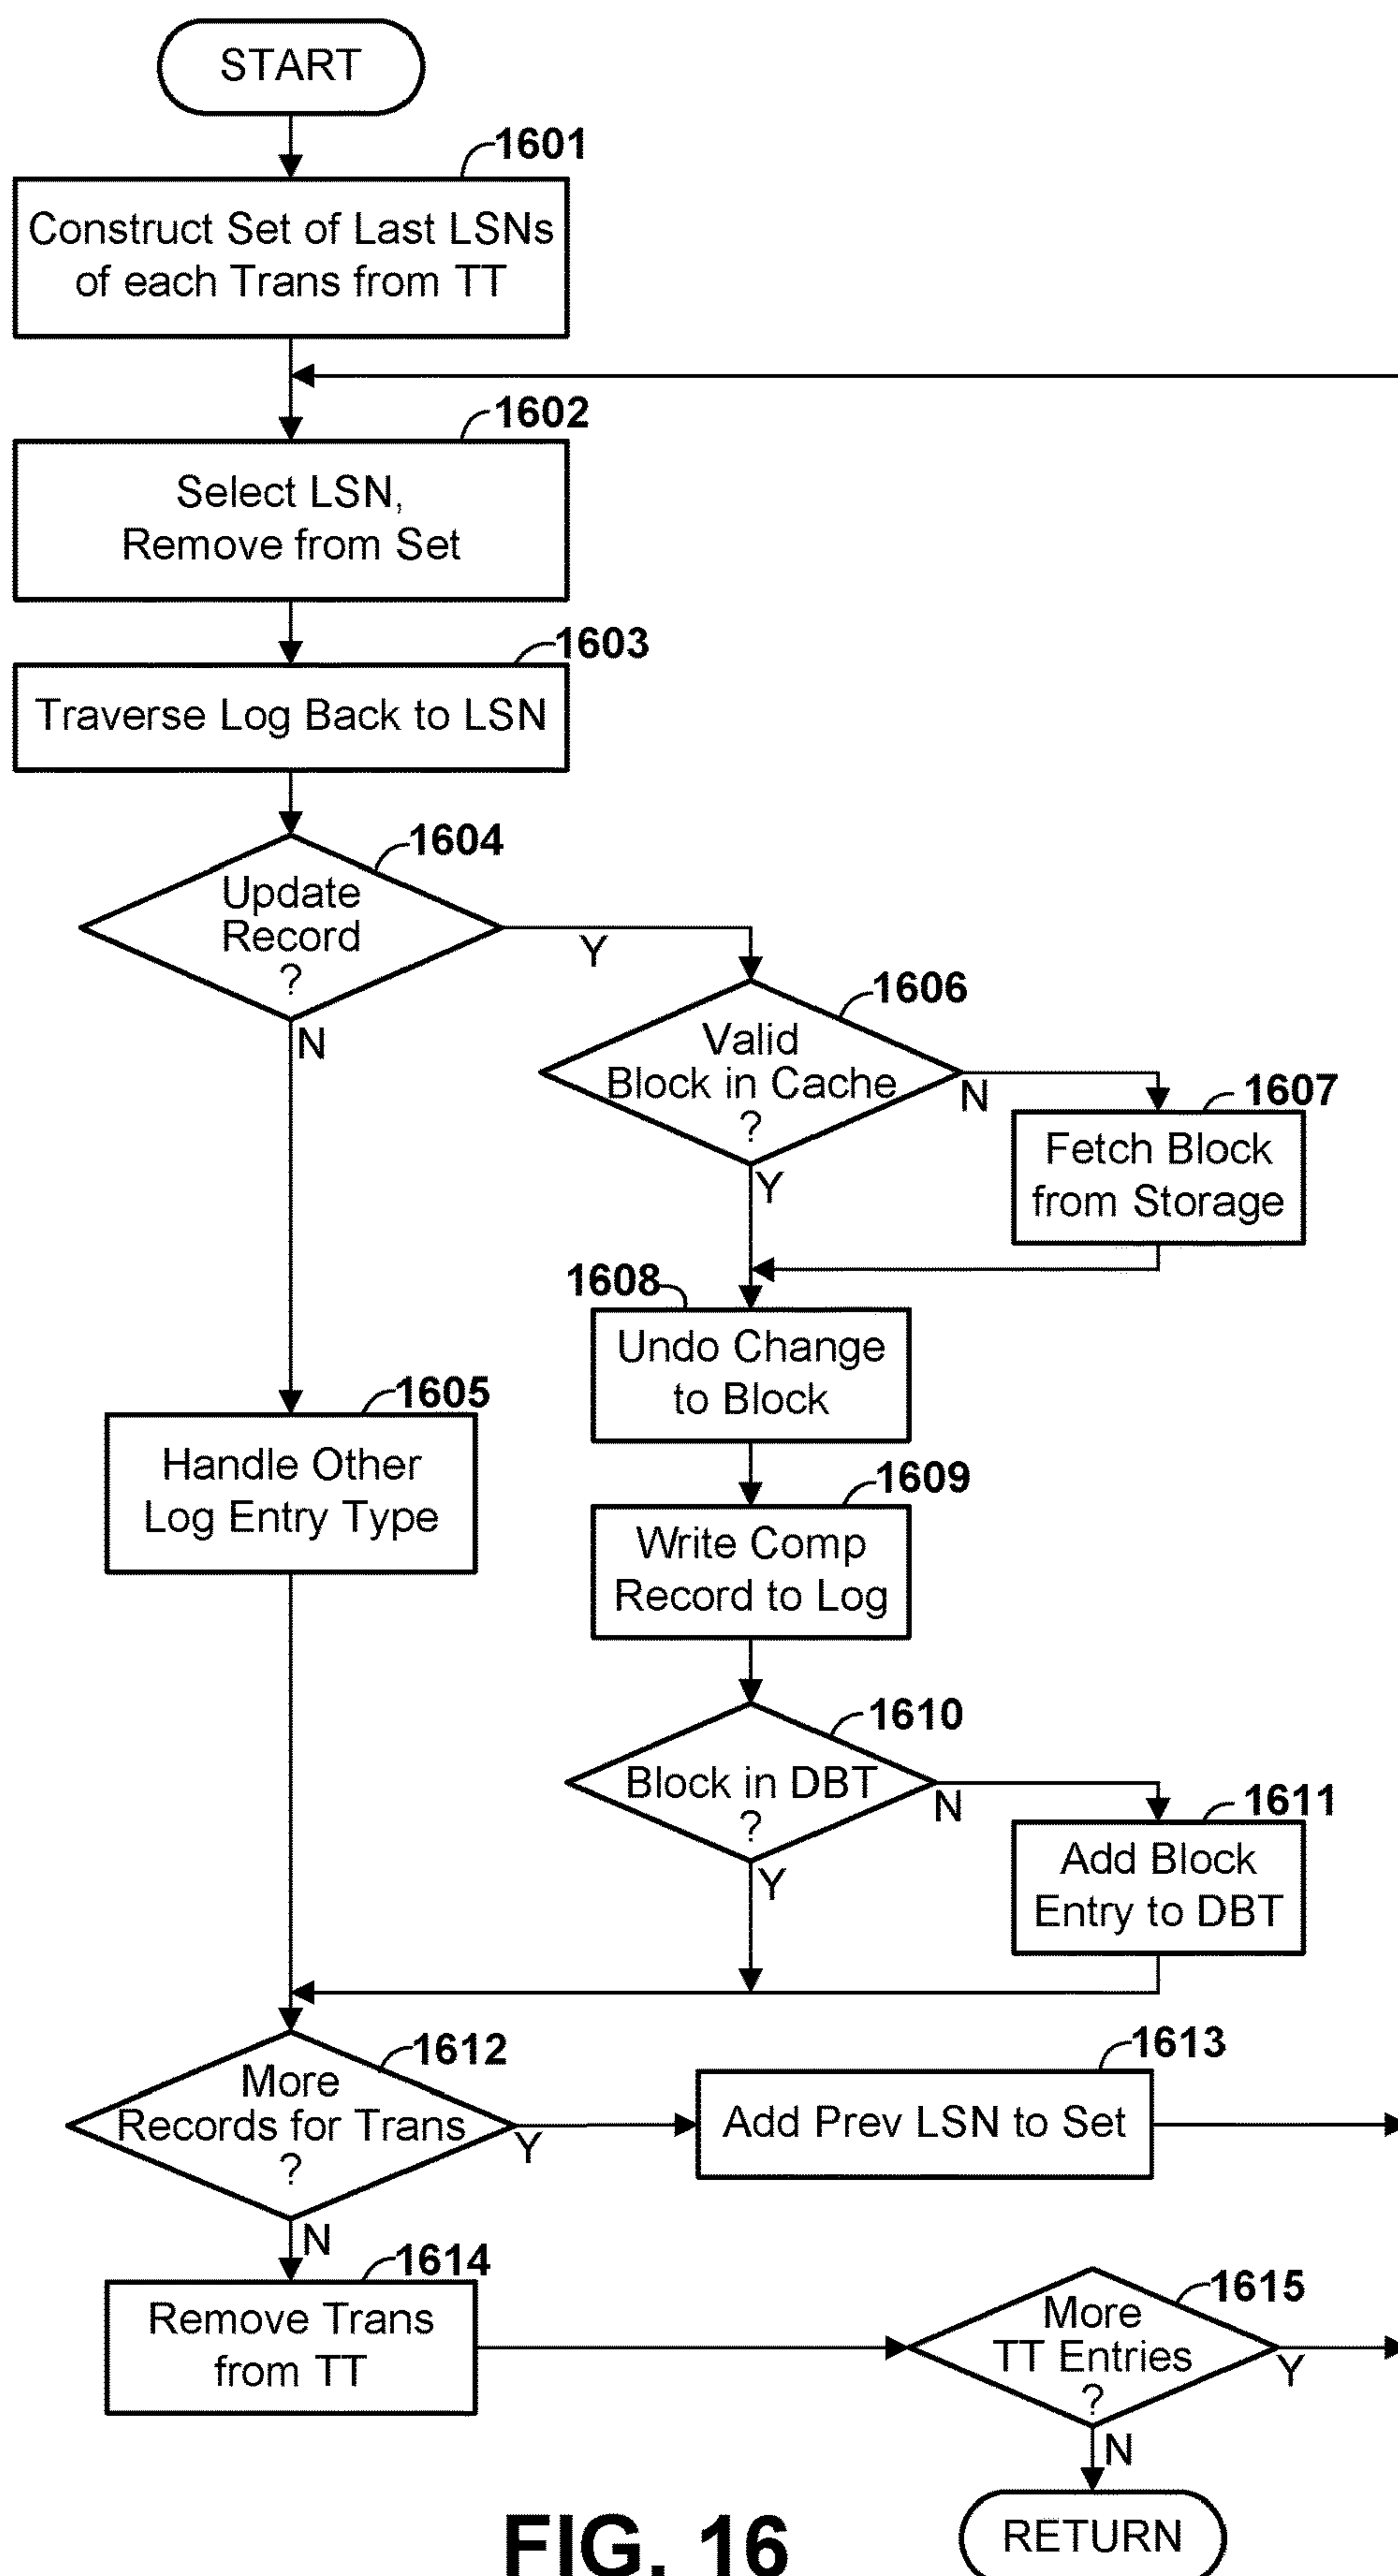 START
1601
Construct Set of Last LSNs
of each Trans from TT
1602
Select LSN,
Remove from Set
1603
Traverse Log Back to LSN
1604
Update
Record
?
Y
N
1606
Valid
Block in Cache
?
N
Y
1607
Fetch Block
from Storage
1608
Undo Change
to Block
1605
Handle Other
Log Entry Type
1609
Write Comp
Record to Log
1610
Block in DBT
?
N
Y
1611
Add Block
Entry to DBT
1612
More
Records for Trans
?
Y
N
1613
Add Prev LSN to Set
1614
Remove Trans
from TT
1615
More
TT Entries
?
Y
N
RETURN
FIG. 16